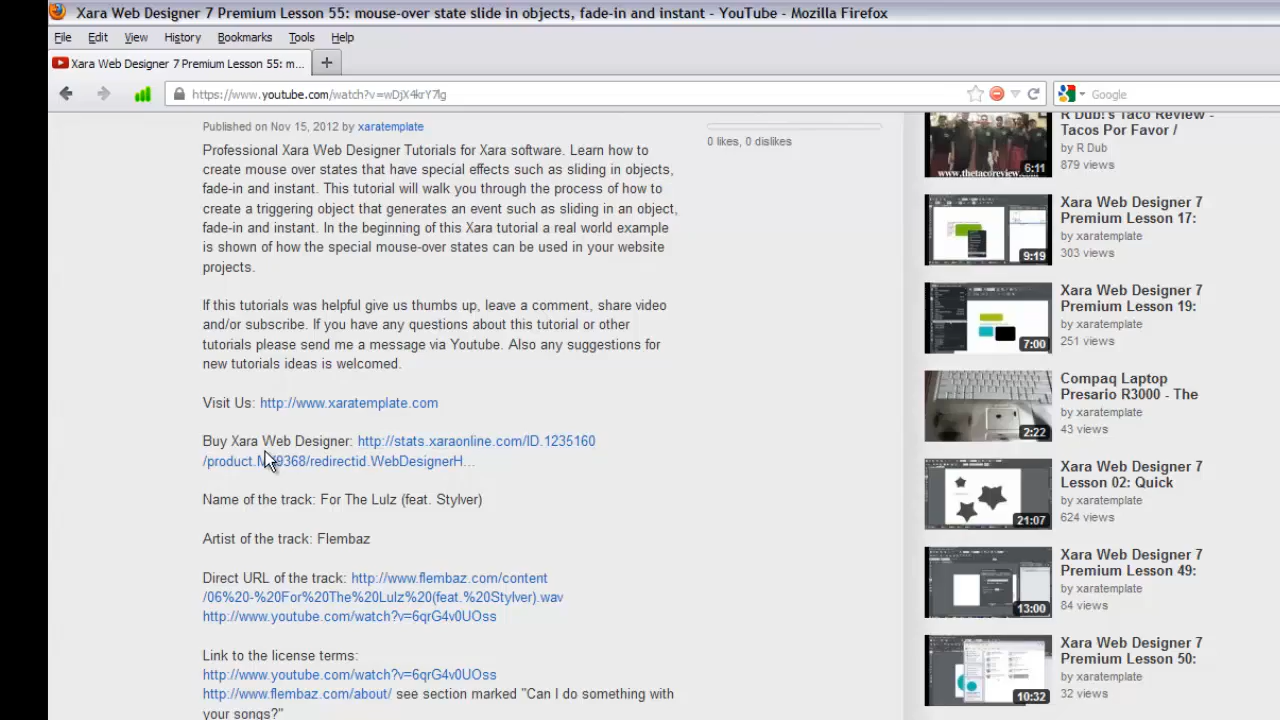 Xara Web Designer 7 Premium Lesson 55: mouse-over state slide in objects, fade-in and instant - YouTube - Mozilla Firefox
File Edit View History Bookmarks Tools Help
Xara Web Designer 7 Premium Lesson 55: m...
https://www.youtube.com/watch?v=wDjX4krY7lg
Google
Published on Nov 15, 2012 by xaratemplate
Professional Xara Web Designer Tutorials for Xara software. Learn how to
create mouse over states that have special effects such as sliding in objects,
fade-in and instant. This tutorial will walk you through the process of how to
create a turning object that generates an event such as sliding in an object,
fade-in and instant. In the beginning of this Xara tutorial a real world example
is shown of how the special mouse-over states can be used in your website
projects.
If this video is helpful give us thumbs up, leave comment, share video
and/or subscribe. If you have any questions about this tutorial or other
tutorials please send me a message via Youtube. Also any suggestions for
new tutorials ideas is welcomed.
Visit Us: http://www.xaratemplate.com
Buy Xara Web Designer: http://stats.xaraonline.com/ID.1235160
368/redirectid.WebDesignerH...
Name of the track: For The Lulz (feat. Stylver)
Artist of the track: Flembaz
Direct URL of the track: http://www.flembaz.com/content
/06%20-%20For%20The%20Lulz%20(feat.%20Stylver).wav
http://www.youtube.com/watch?v=6qrG4v0UOss
Link to the license terms:
http://www.youtube.com/watch?v=6qrG4v0UOss
http://www.flembaz.com/about/ see section marked "Can I do something with
your songs?"
0 likes, 0 dislikes
www.thetacoreview.com
6:11
R Dub!'s Taco Review -
Tacos Por Favor /
by R Dub
879 views
9:19
Xara Web Designer 7
Premium Lesson 17:
by xaratemplate
303 views
7:00
Xara Web Designer 7
Premium Lesson 19:
by xaratemplate
251 views
2:22
Compaq Laptop
Presario R3000 - The
by xaratemplate
43 views
21:07
Xara Web Designer 7
Lesson 02: Quick
by xaratemplate
624 views
13:00
Xara Web Designer 7
Premium Lesson 49:
by xaratemplate
84 views
10:32
Xara Web Designer 7
Premium Lesson 50:
by xaratemplate
32 views